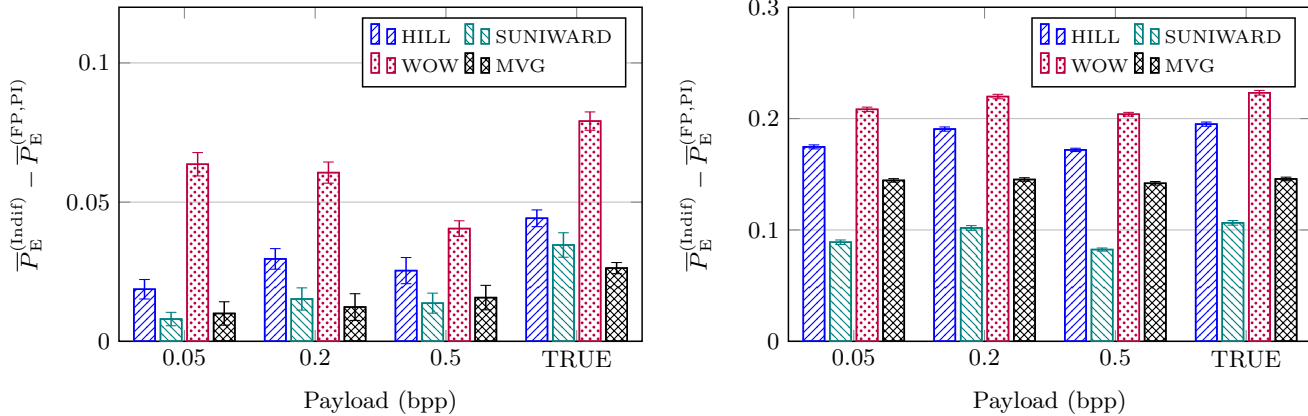 0.1
0.05
0
P̅_E^(Indif) − P̅_E^(FP,PI)
HILL SUNIWARD
WOW MVG
0.05 0.2 0.5 TRUE
Payload (bpp)
0.3
0.2
0.1
0
P̅_E^(Indif) − P̅_E^(FP,PI)
HILL SUNIWARD
WOW MVG
0.05 0.2 0.5 TRUE
Payload (bpp)